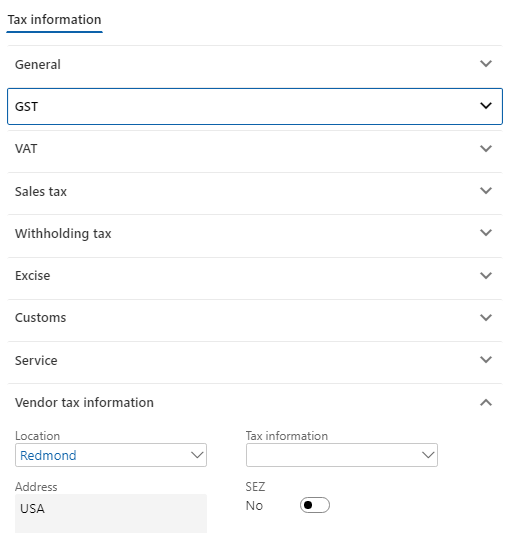 Tax information
General
GST
VAT
Sales tax
Withholding tax
Excise
Customs
Service
Vendor tax information
Location
Tax information
Redmond
Address
SEZ
USA
No